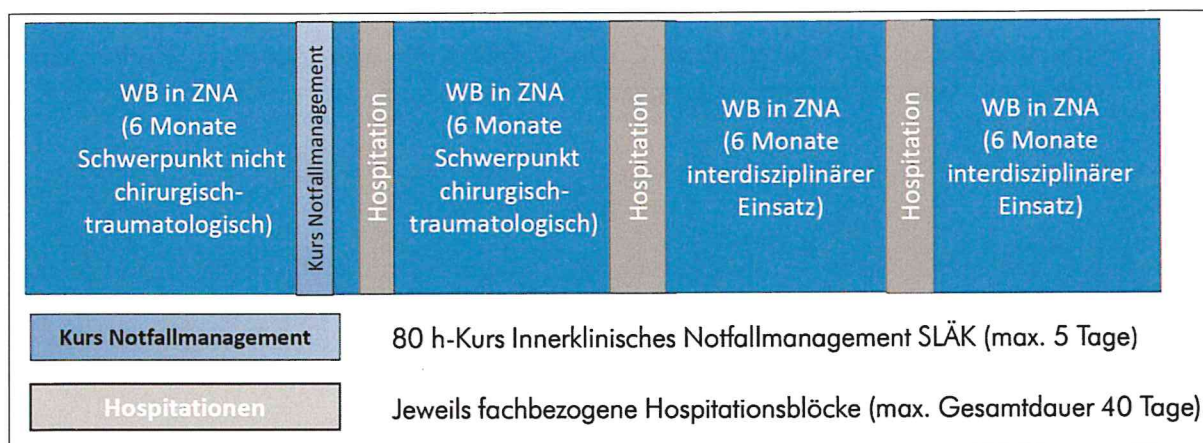 WB in ZNA
(6 Monate
Schwerpunkt nicht
chirurgisch-
traumatologisch)
Kurs Notfallmanagement
Hospitation
WB in ZNA
(6 Monate
Schwerpunkt
chirurgisch-
traumatologisch)
Hospitation
WB in ZNA
(6 Monate
interdisziplinärer
Einsatz)
Hospitation
WB in ZNA
(6 Monate
interdisziplinärer
Einsatz)
Kurs Notfallmanagement
80 h-Kurs Innerklinisches Notfallmanagement SLÄK (max. 5 Tage)
Hospitationen
Jeweils fachbezogene Hospitationsblöcke (max. Gesamtdauer 40 Tage)